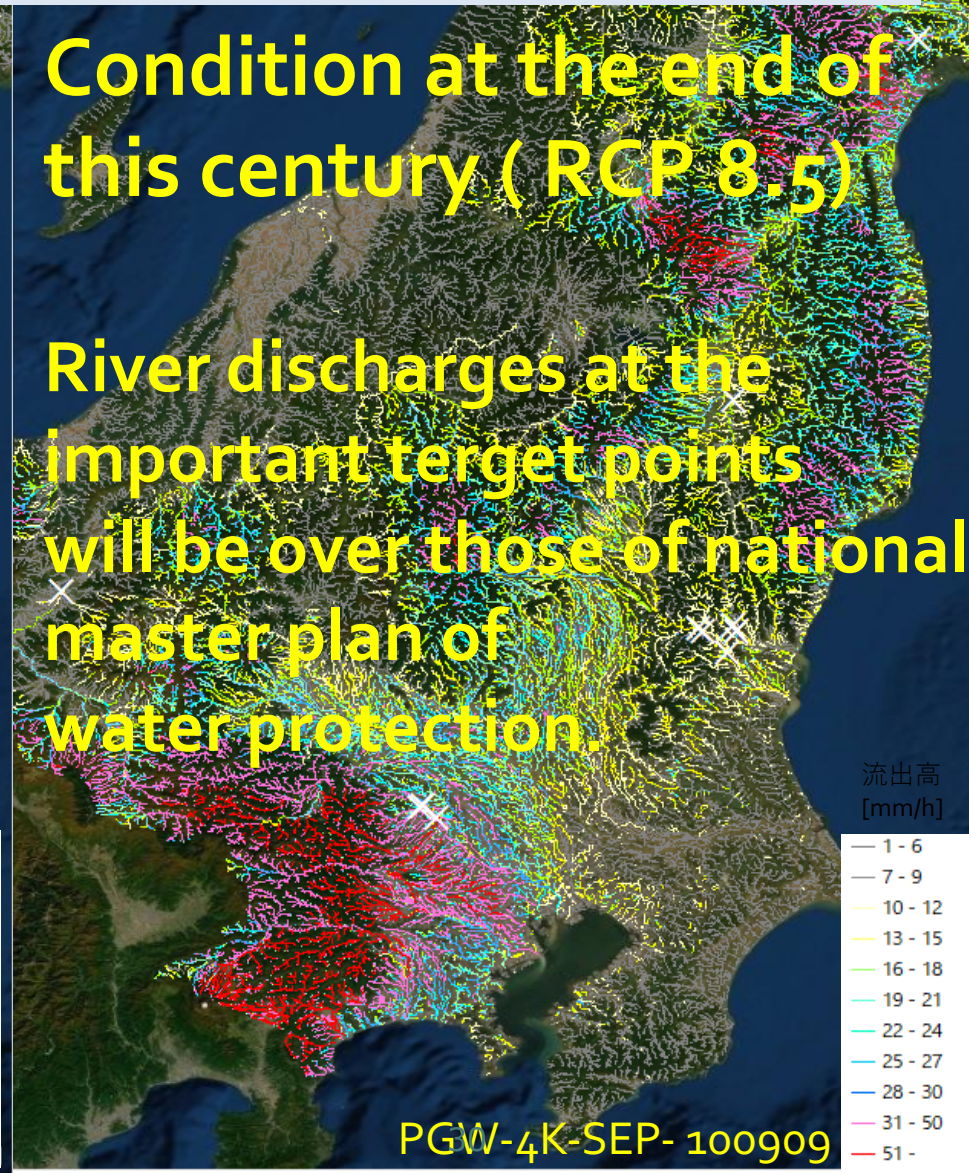 Condition at the end of
this century ( RCP 8.5)
River discharges at the
important terget points
will be over those of national
master plan of
water protection.
流出高
[mm/h]
1 - 6
7 - 9
10 - 12
13 - 15
16 - 18
19 - 21
22 - 24
25 - 27
28 - 30
31 - 50
51 -
PGW-4K-SEP- 100909
30